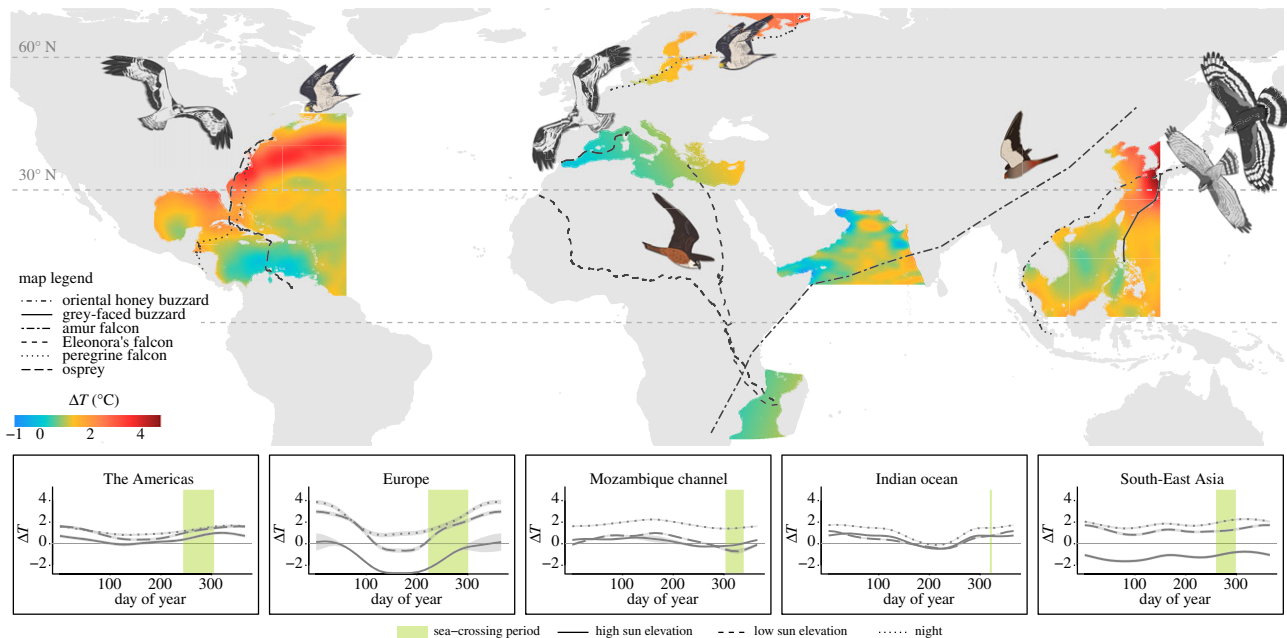 60° N
30° N
map legend
oriental honey buzzard
grey-faced buzzard
amur falcon
Eleonora's falcon
peregrine falcon
osprey
ΔT (°C)
−1 0 2 4
The Americas
ΔT
4
2
0
−2
100 200 300
day of year
Europe
ΔT
4
2
0
−2
100 200 300
day of year
Mozambique channel
ΔT
4
2
0
−2
100 200 300
day of year
Indian ocean
ΔT
4
2
0
−2
100 200 300
day of year
South-East Asia
ΔT
4
2
0
−2
100 200 300
day of year
sea−crossing period high sun elevation low sun elevation night